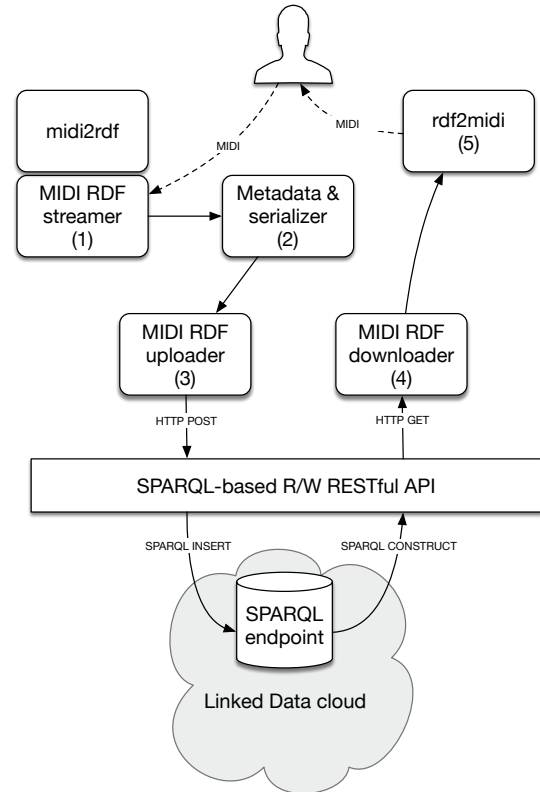 MIDI
MIDI
midi2rdf
rdf2midi
(5)
MIDI RDF
streamer
(1)
Metadata &
serializer
(2)
MIDI RDF
uploader
(3)
MIDI RDF
downloader
(4)
HTTP POST
HTTP GET
SPARQL-based R/W RESTful API
SPARQL INSERT
SPARQL CONSTRUCT
SPARQL
endpoint
Linked Data cloud